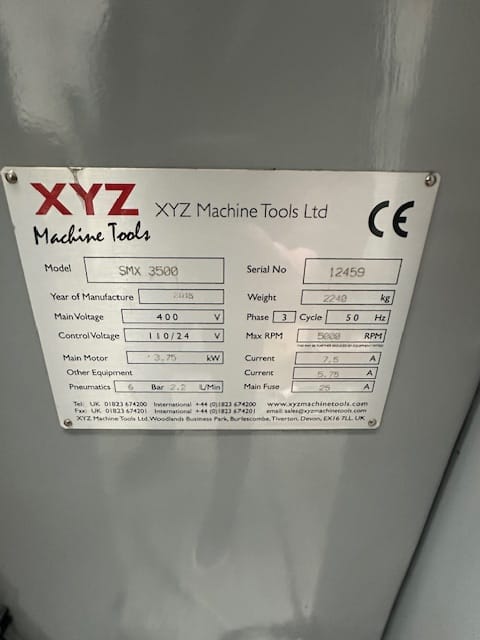 XYZ
Machine Tools
XYZ Machine Tools Ltd
CE
Model SMX 3500 Serial No 12459
Year of Manufacture 2015 Weight 2240 kg
Main Voltage 400 V Phase 3 Cycle 50 Hz
Control Voltage 110/24 V Max RPM 5000 RPM
Main Motor 3.75 kW Current 7.5 A
Other Equipment Current 5.75 A
Pneumatics 6 Bar 2.2 lL/Min Main Fuse 25 A
Tel: UK 01823 674200 International +44 (0)1823 674200 www.xyzmachinetools.com
Fax: UK 01823 674201 International +44 (0)1823 674201 email: sales@xyzmachinetools.com
XYZ Machine Tools Ltd, Woodlands Business Park, Burlescombe, Tiverton, Devon, EX16 7LL. UK